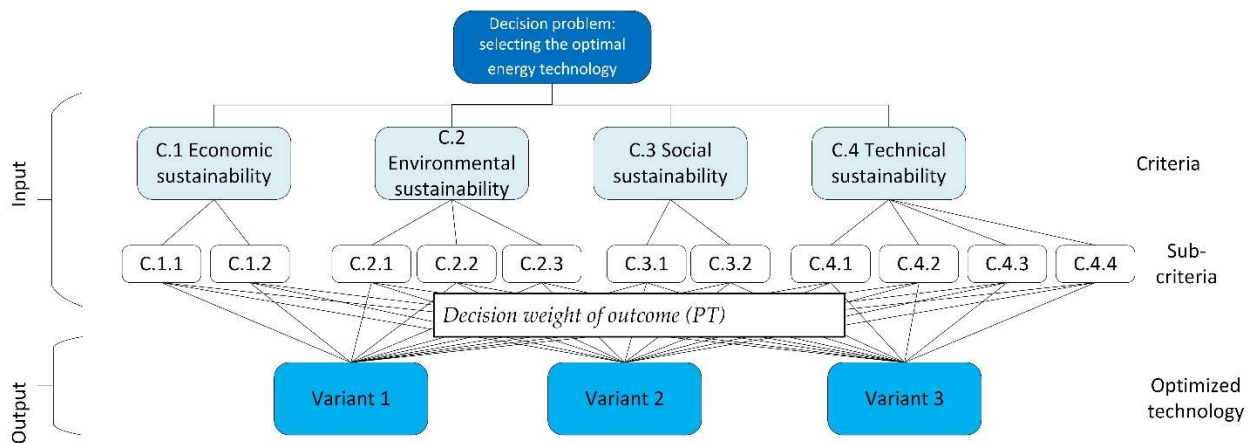 Decision problem:
selecting the optimal
energy technology
Input
C.1 Economic
sustainability
C.2
Environmental
sustainability
C.3 Social
sustainability
C.4 Technical
sustainability
Criteria
C.1.1
C.1.2
C.2.1
C.2.2
C.2.3
C.3.1
C.3.2
C.4.1
C.4.2
C.4.3
C.4.4
Sub-
criteria
Decision weight of outcome (PT)
Output
Variant 1
Variant 2
Variant 3
Optimized
technology